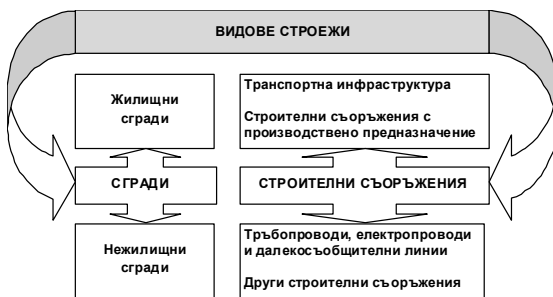 ВИДОВЕ СТРОЕЖИ
Жилищни
сгради
Транспортна инфраструктура
Строителни съоръжения с
производствено предназначение
СГРАДИ
СТРОИТЕЛНИ СЪОРЪЖЕНИЯ
Нежилищни
сгради
Тръбопроводи, електропроводи
и далекосъобщителни линии
Други строителни съоръжения